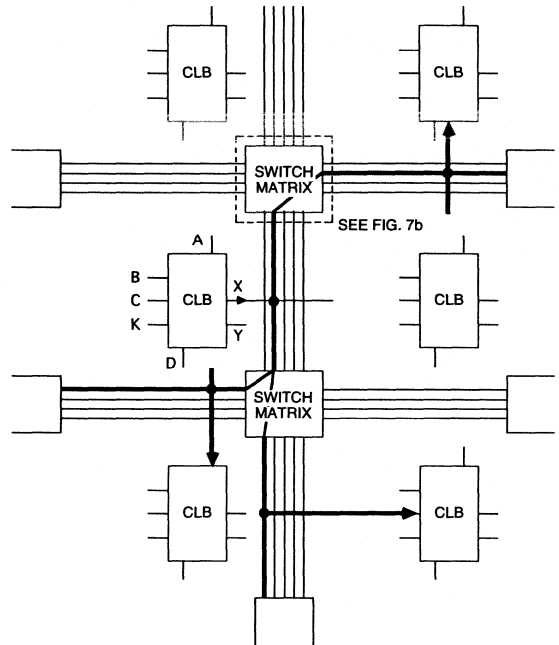 CLB
CLB
SWITCH
MATRIX
SEE FIG. 7b
A
B
C
K
CLB
X
Y
D
CLB
SWITCH
MATRIX
CLB
CLB